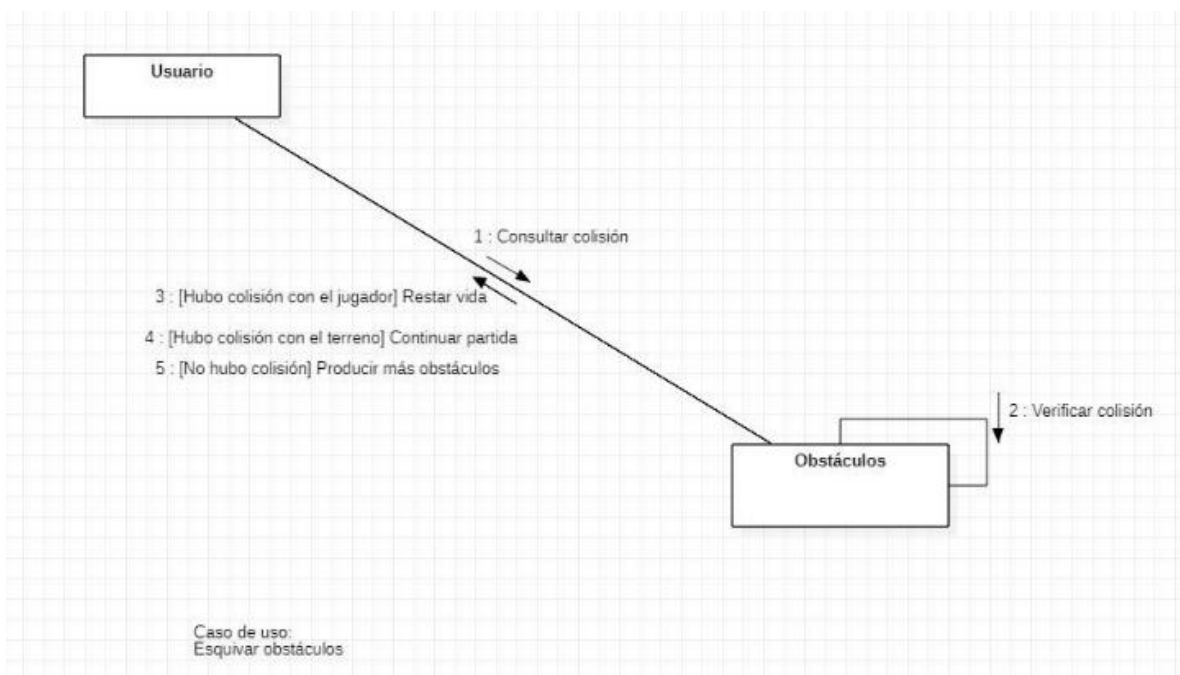 Usuario
1 : Consultar colisión
3 : [Hubo colisión con el jugador] Restar vida
4 : [Hubo colisión con el terreno] Continuar partida
5 : [No hubo colisión] Producir más obstáculos
2 : Verificar colisión
Obstáculos
Caso de uso:
Esquivar obstáculos